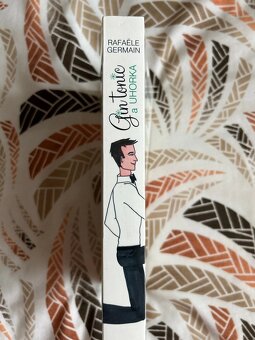 RAFAËLE
GERMAIN
Gin tonic
a UHORKA